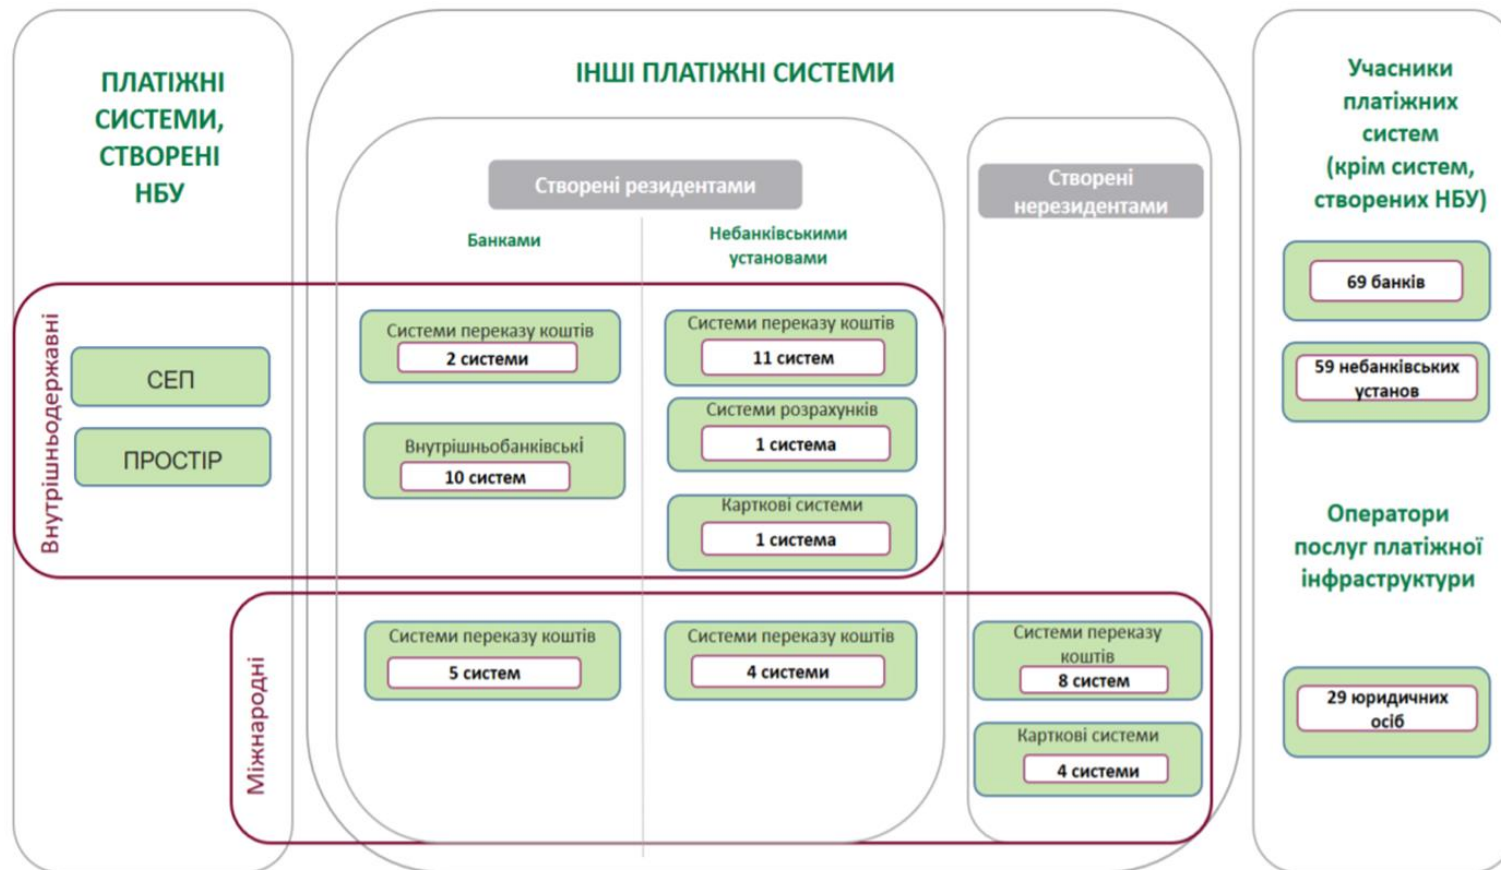 ПЛАТІЖНІ
СИСТЕМИ,
СТВОРЕНІ
НБУ
ІНШІ ПЛАТІЖНІ СИСТЕМИ
Створені резидентами
Банками
Небанківськими
установами
Створені
нерезидентами
Учасники
платіжних
систем
(крім систем,
створених НБУ)
69 банків
59 небанківських
установ
Оператори
послуг платіжної
інфраструктури
29 юридичних
осіб
Внутрішньодержавні
СЕП
ПРОСТІР
Системи переказу коштів
2 системи
Внутрішньобанківські
10 систем
Системи переказу коштів
11 систем
Системи розрахунків
1 система
Карткові системи
1 система
Міжнародні
Системи переказу коштів
5 систем
Системи переказу коштів
4 системи
Системи переказу
коштів
8 систем
Карткові системи
4 системи